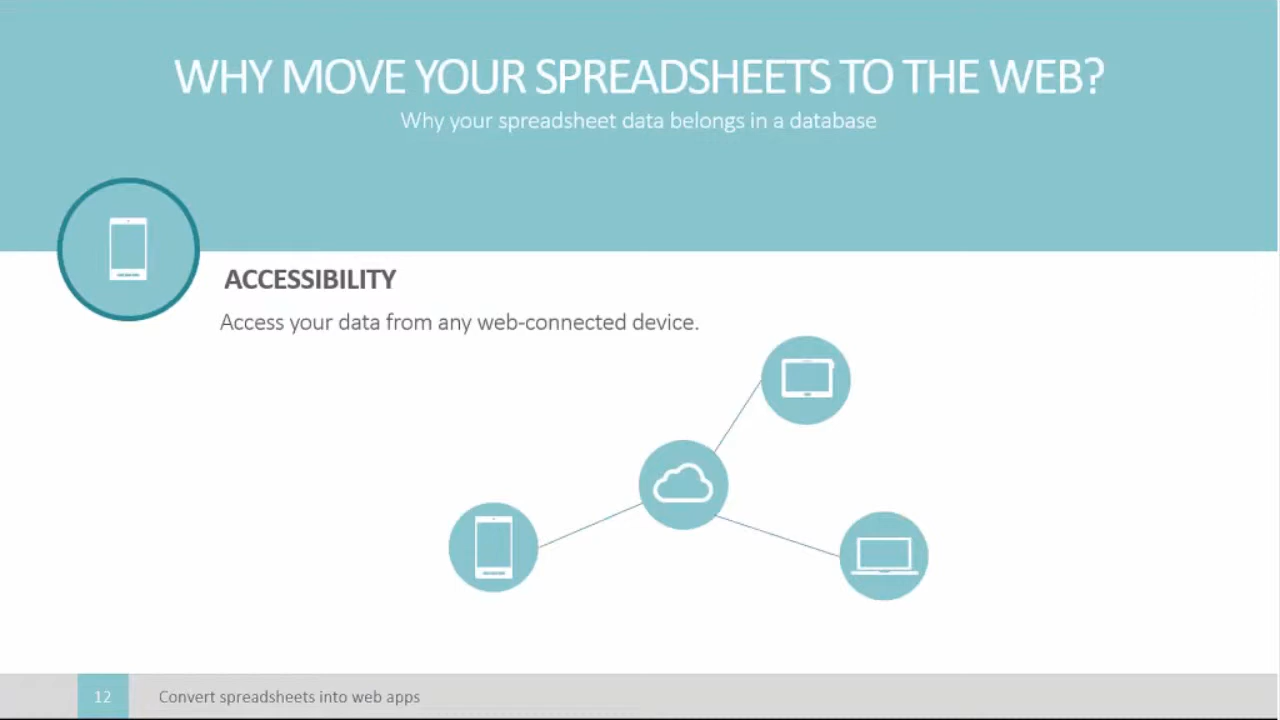 WHY MOVE YOUR SPREADSHEETS TO THE WEB?
Why your spreadsheet data belongs in a database
ACCESSIBILITY
Access your data from any web-connected device.
12
Convert spreadsheets into web apps